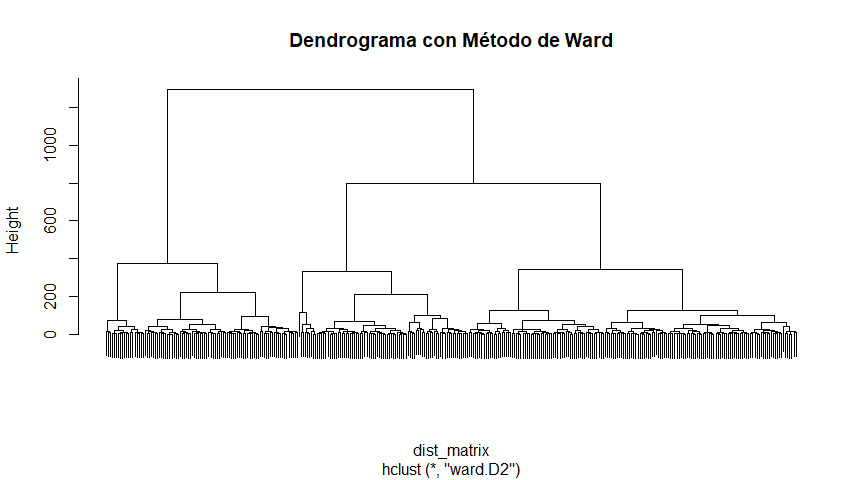 Dendrograma con Método de Ward
Height
1000
600
200
0
dist_matrix
hclust (*, "ward.D2")